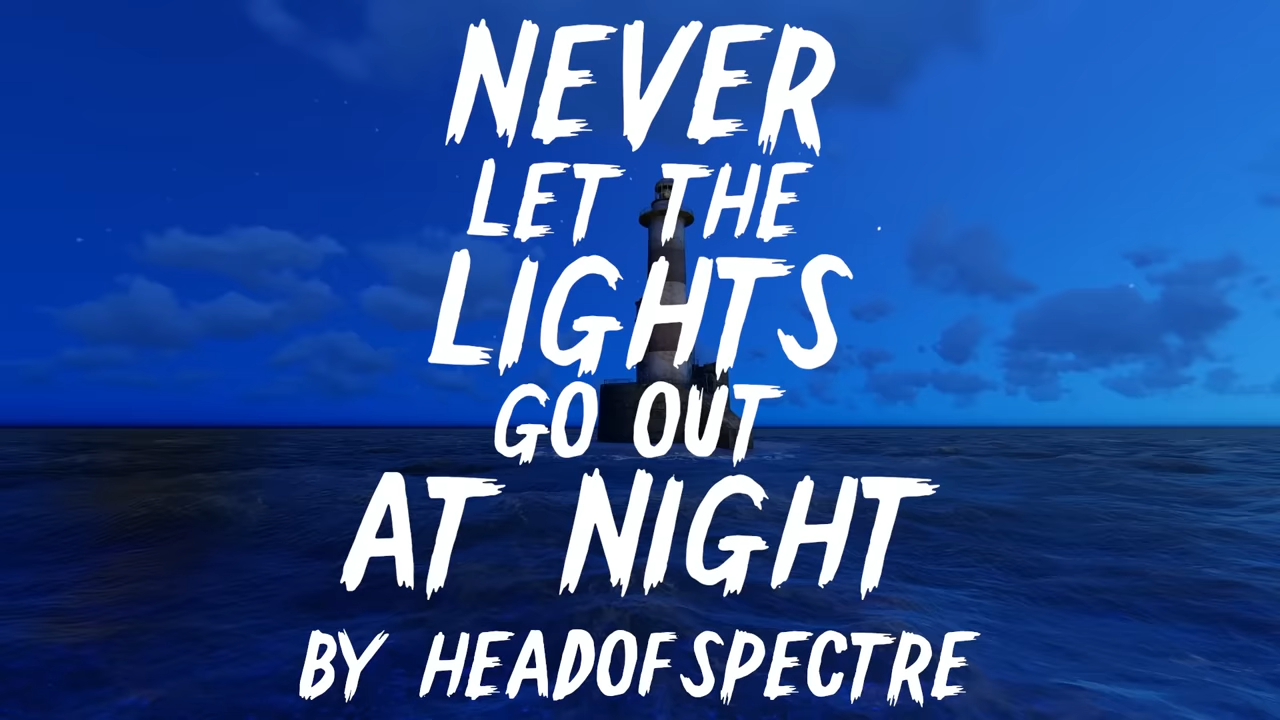 NEVER
LET THE
LIGHTS
GO OUT
AT NIGHT
BY HEADOFSPECTRE